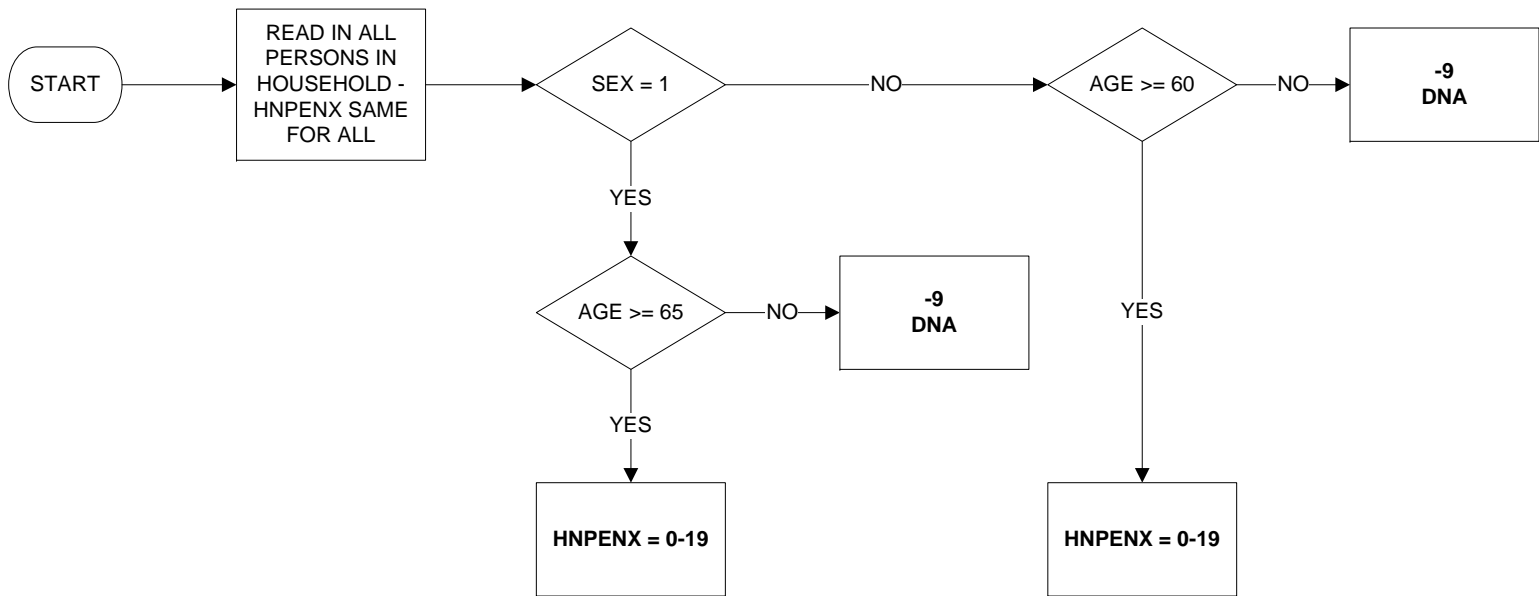 START
READ IN ALL
PERSONS IN
HOUSEHOLD -
HNPENX SAME
FOR ALL
SEX = 1
NO
AGE >= 60
NO
-9
DNA
YES
AGE >= 65
NO
-9
DNA
YES
YES
HNPENX = 0-19
HNPENX = 0-19